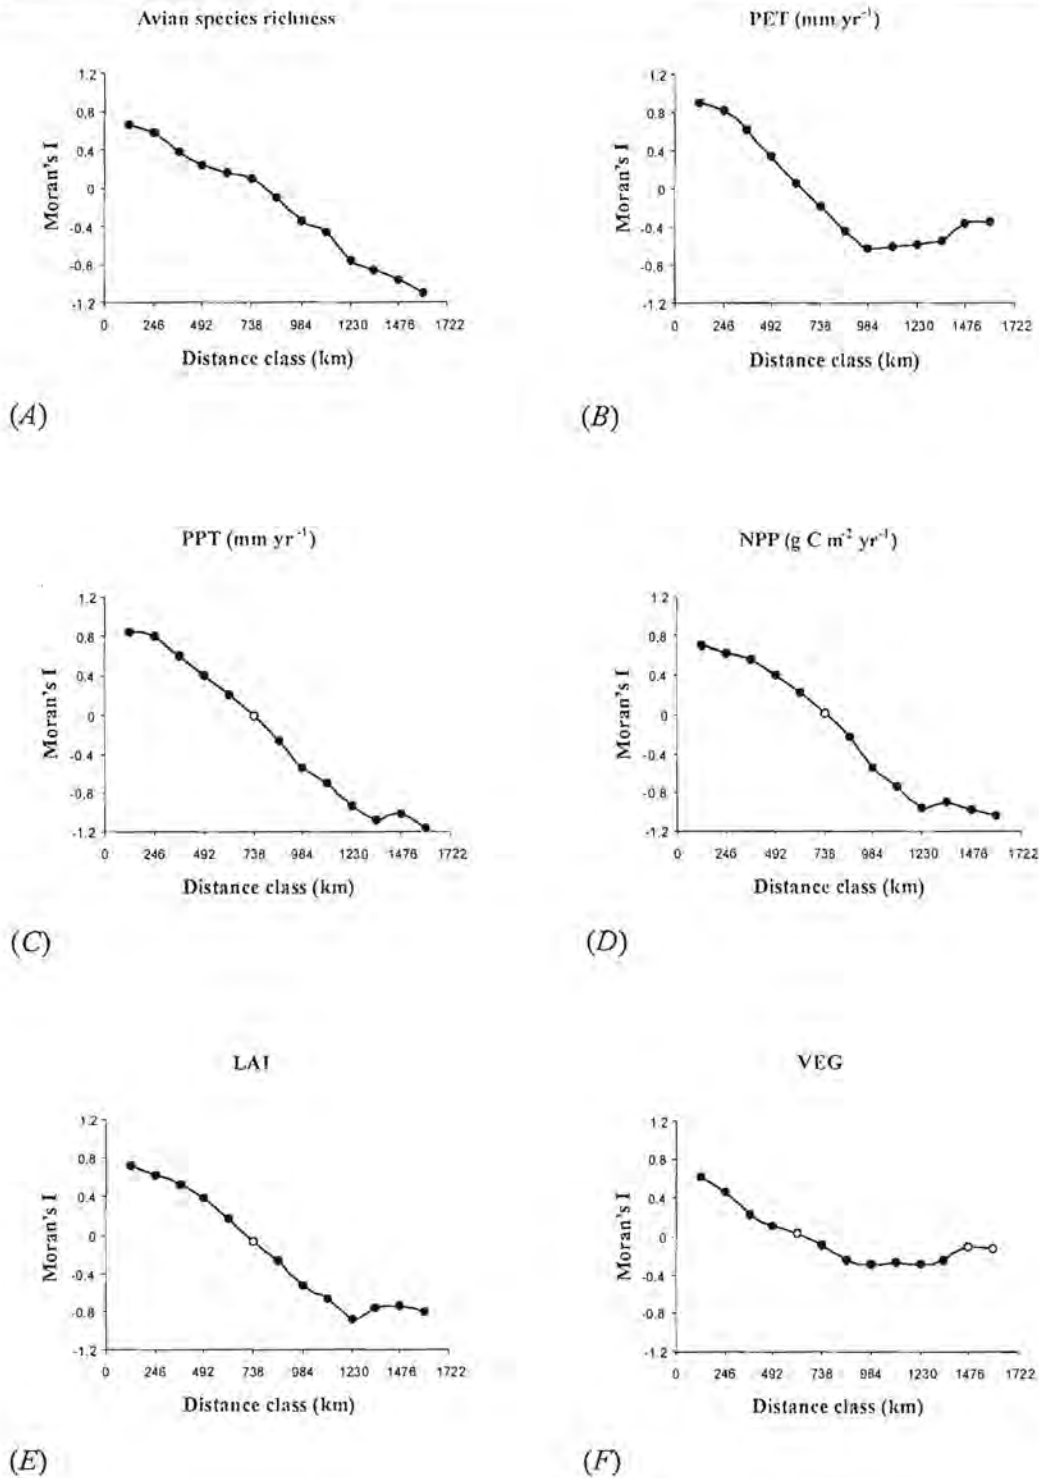 Avian species richness
PET (mm yr⁻¹)
1.2
0.8
0.4
0
-0.4
-0.8
-1.2
Moran's I
0 246 492 738 984 1230 1476 1722
Distance class (km)
(A)
1.2
0.8
0.4
0
-0.4
-0.8
-1.2
Moran's I
0 246 492 738 984 1230 1476 1722
Distance class (km)
(B)
PPT (mm yr⁻¹)
NPP (g C m⁻² yr⁻¹)
1.2
0.8
0.4
0
-0.4
-0.8
-1.2
Moran's I
0 246 492 738 984 1230 1476 1722
Distance class (km)
(C)
1.2
0.8
0.4
0
-0.4
-0.8
-1.2
Moran's I
0 246 492 738 984 1230 1476 1722
Distance class (km)
(D)
LAI
VEG
1.2
0.8
0.4
0
-0.4
-0.8
-1.2
Moran's I
0 246 492 738 984 1230 1476 1722
Distance class (km)
(E)
1.2
0.8
0.4
0
-0.4
-0.8
-1.2
Moran's I
0 246 492 738 984 1230 1476 1722
Distance class (km)
(F)